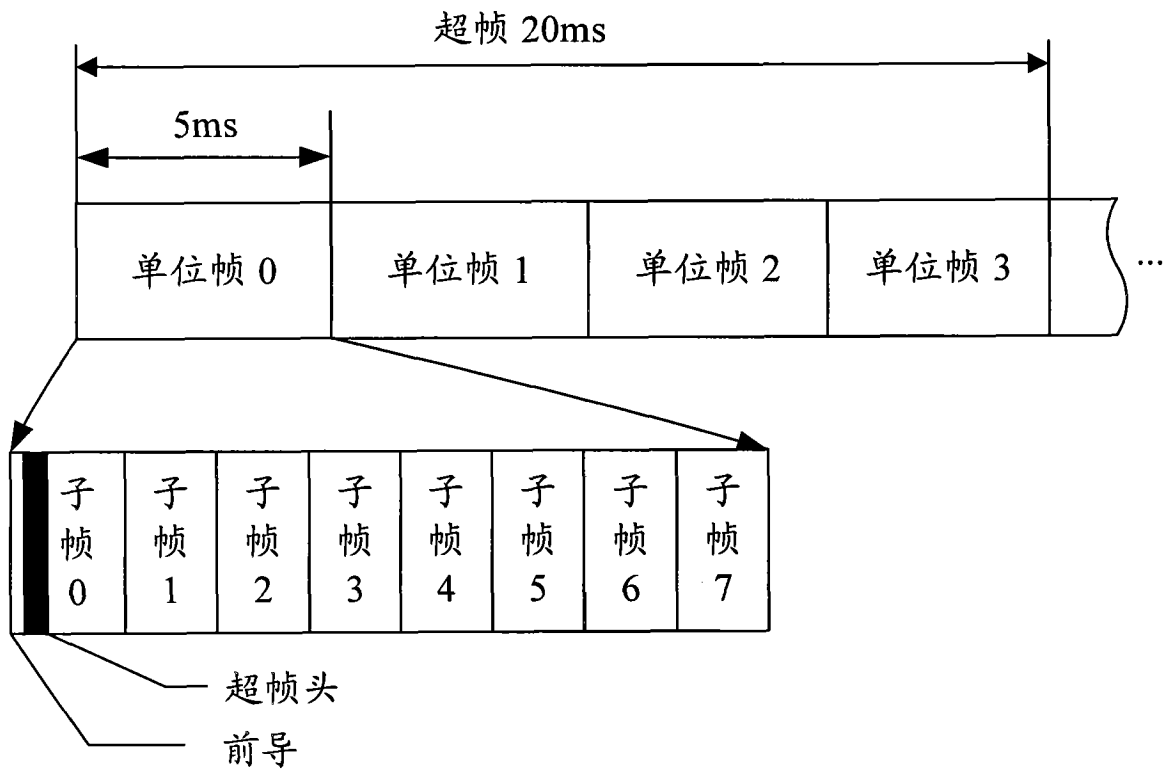 超帧 20ms
5ms
单位帧 0
单位帧 1
单位帧 2
单位帧 3
...
子帧 0
子帧 1
子帧 2
子帧 3
子帧 4
子帧 5
子帧 6
子帧 7
超帧头
前导